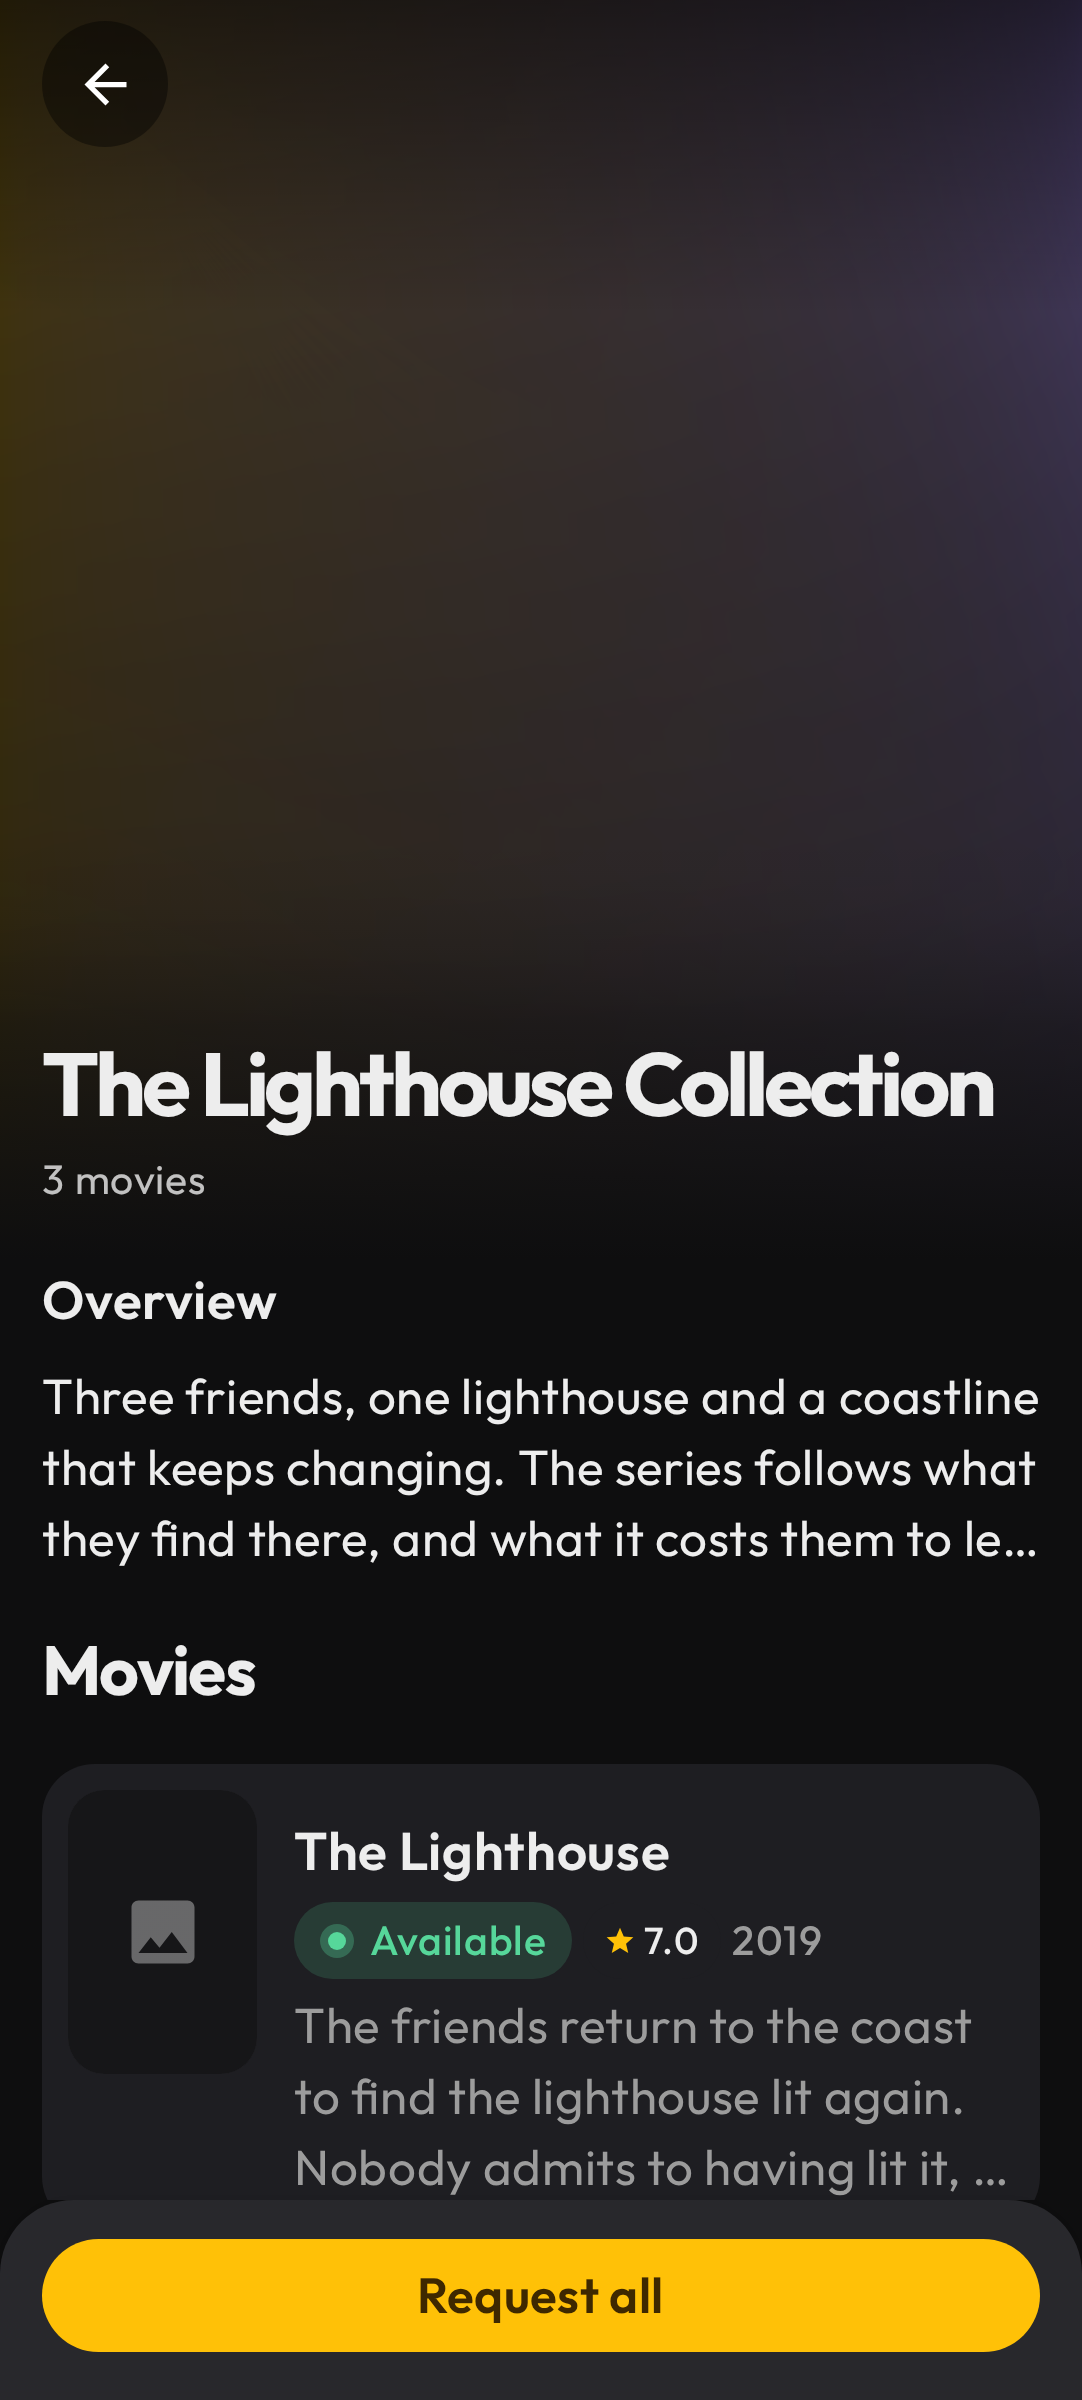 The Lighthouse Collection
3 movies
Overview
Three friends, one lighthouse and a coastline
that keeps changing. The series follows what
they find there, and what it costs them to le...
Movies
The Lighthouse
Available 7.0 2019
The friends return to the coast
to find the lighthouse lit again.
Nobody admits to having lit it, ...
Request all